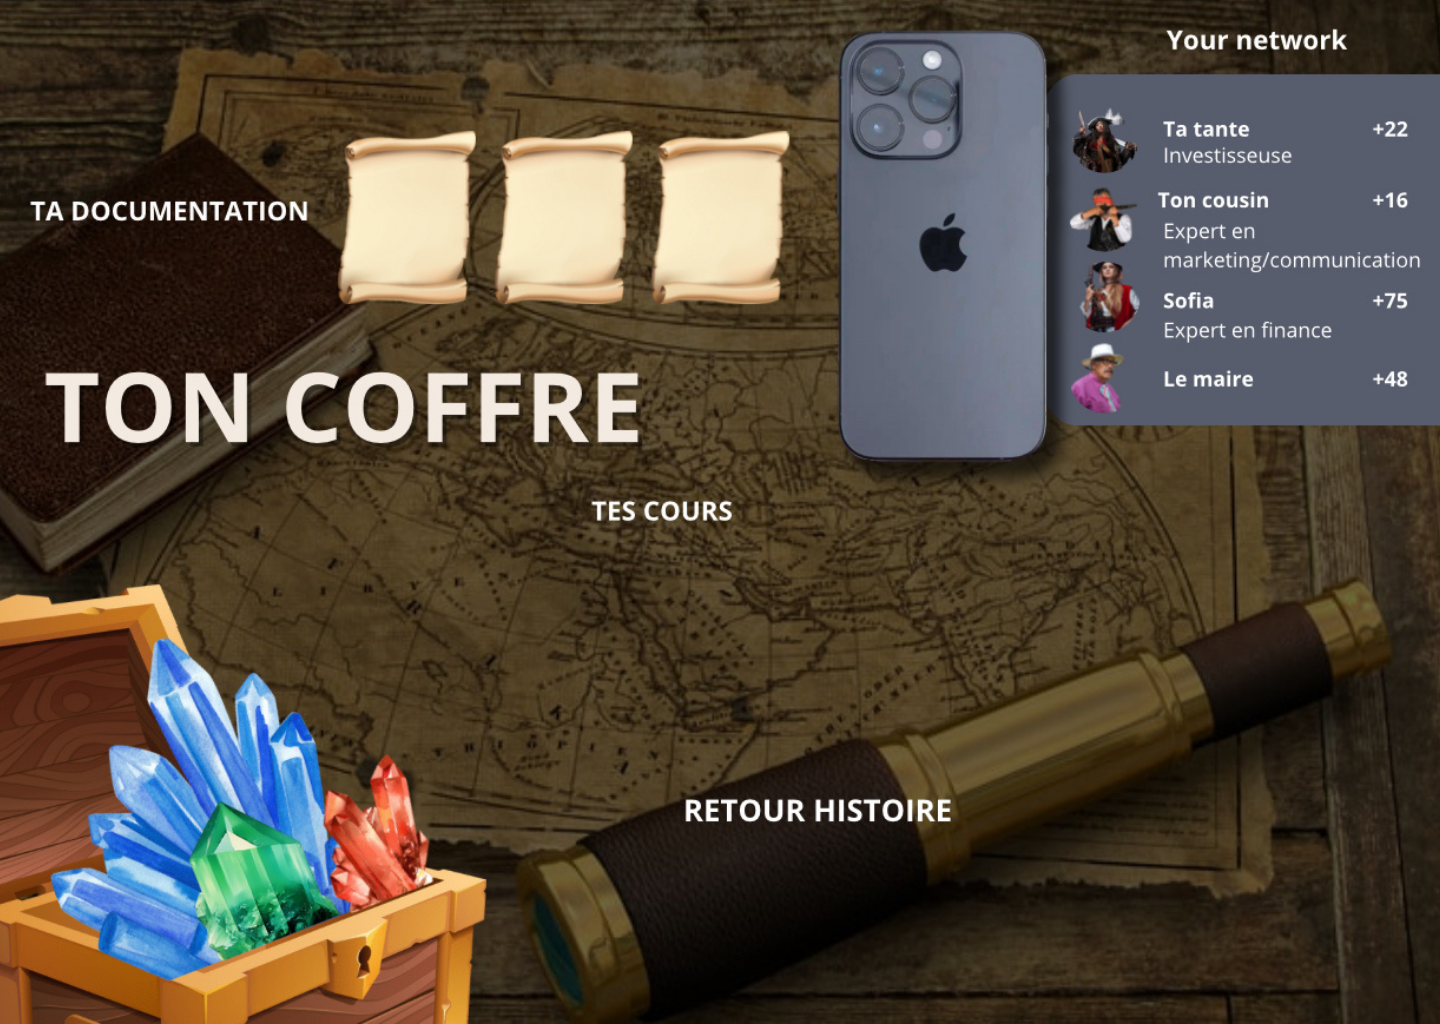 Your network
Ta tante +22
Investisseuse
Ton cousin +16
Expert en
marketing/communication
Sofia +75
Expert en finance
Le maire +48
TA DOCUMENTATION
TON COFFRE
TES COURS
RETOUR HISTOIRE